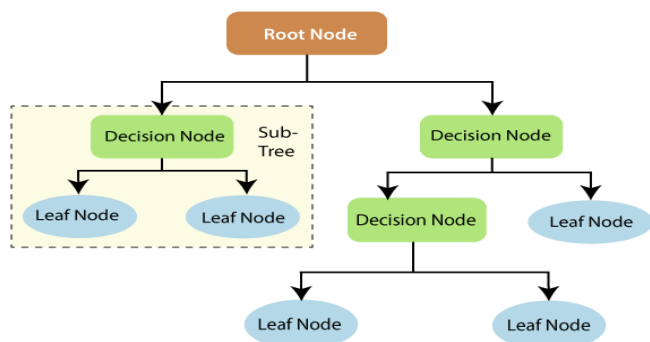 Root Node
Decision Node
Sub-
Tree
Decision Node
Leaf Node
Leaf Node
Decision Node
Leaf Node
Leaf Node
Leaf Node